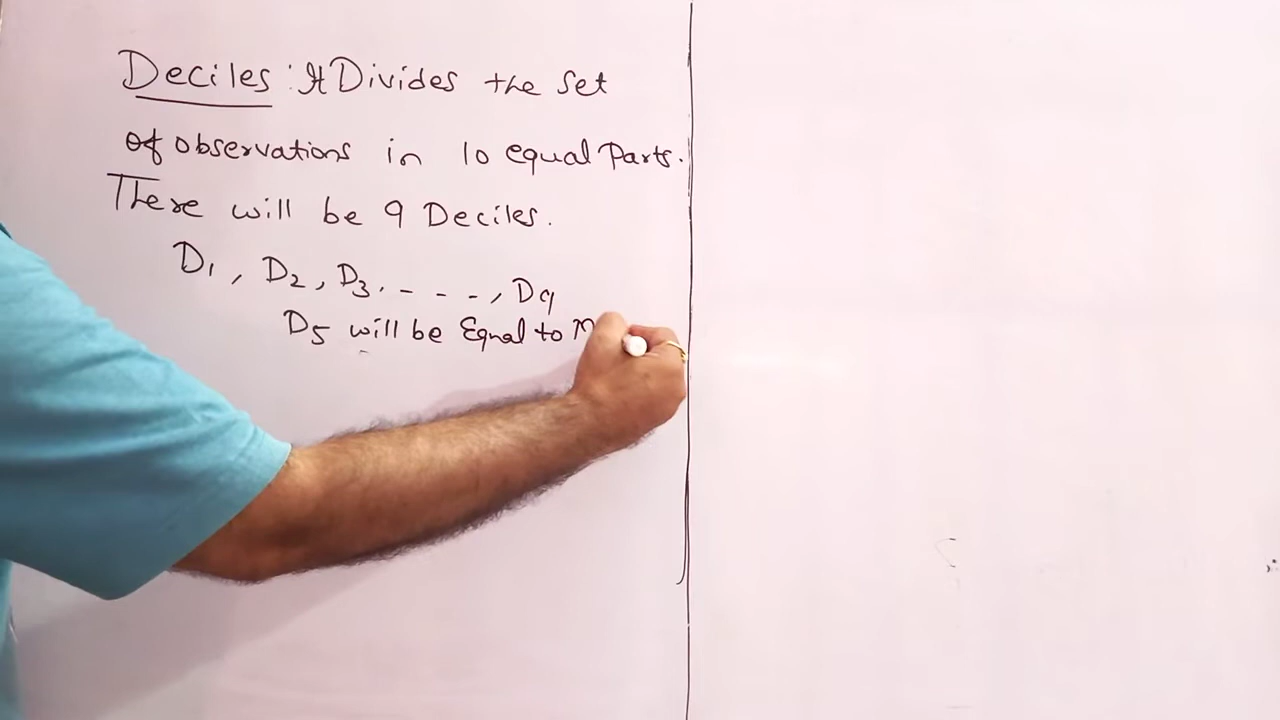 Deciles : It Divides the set
of observations in 10 equal Parts.
There will be 9 Deciles.
D1 , D2 , D3 , - - - , D9
D5 will be Equal to